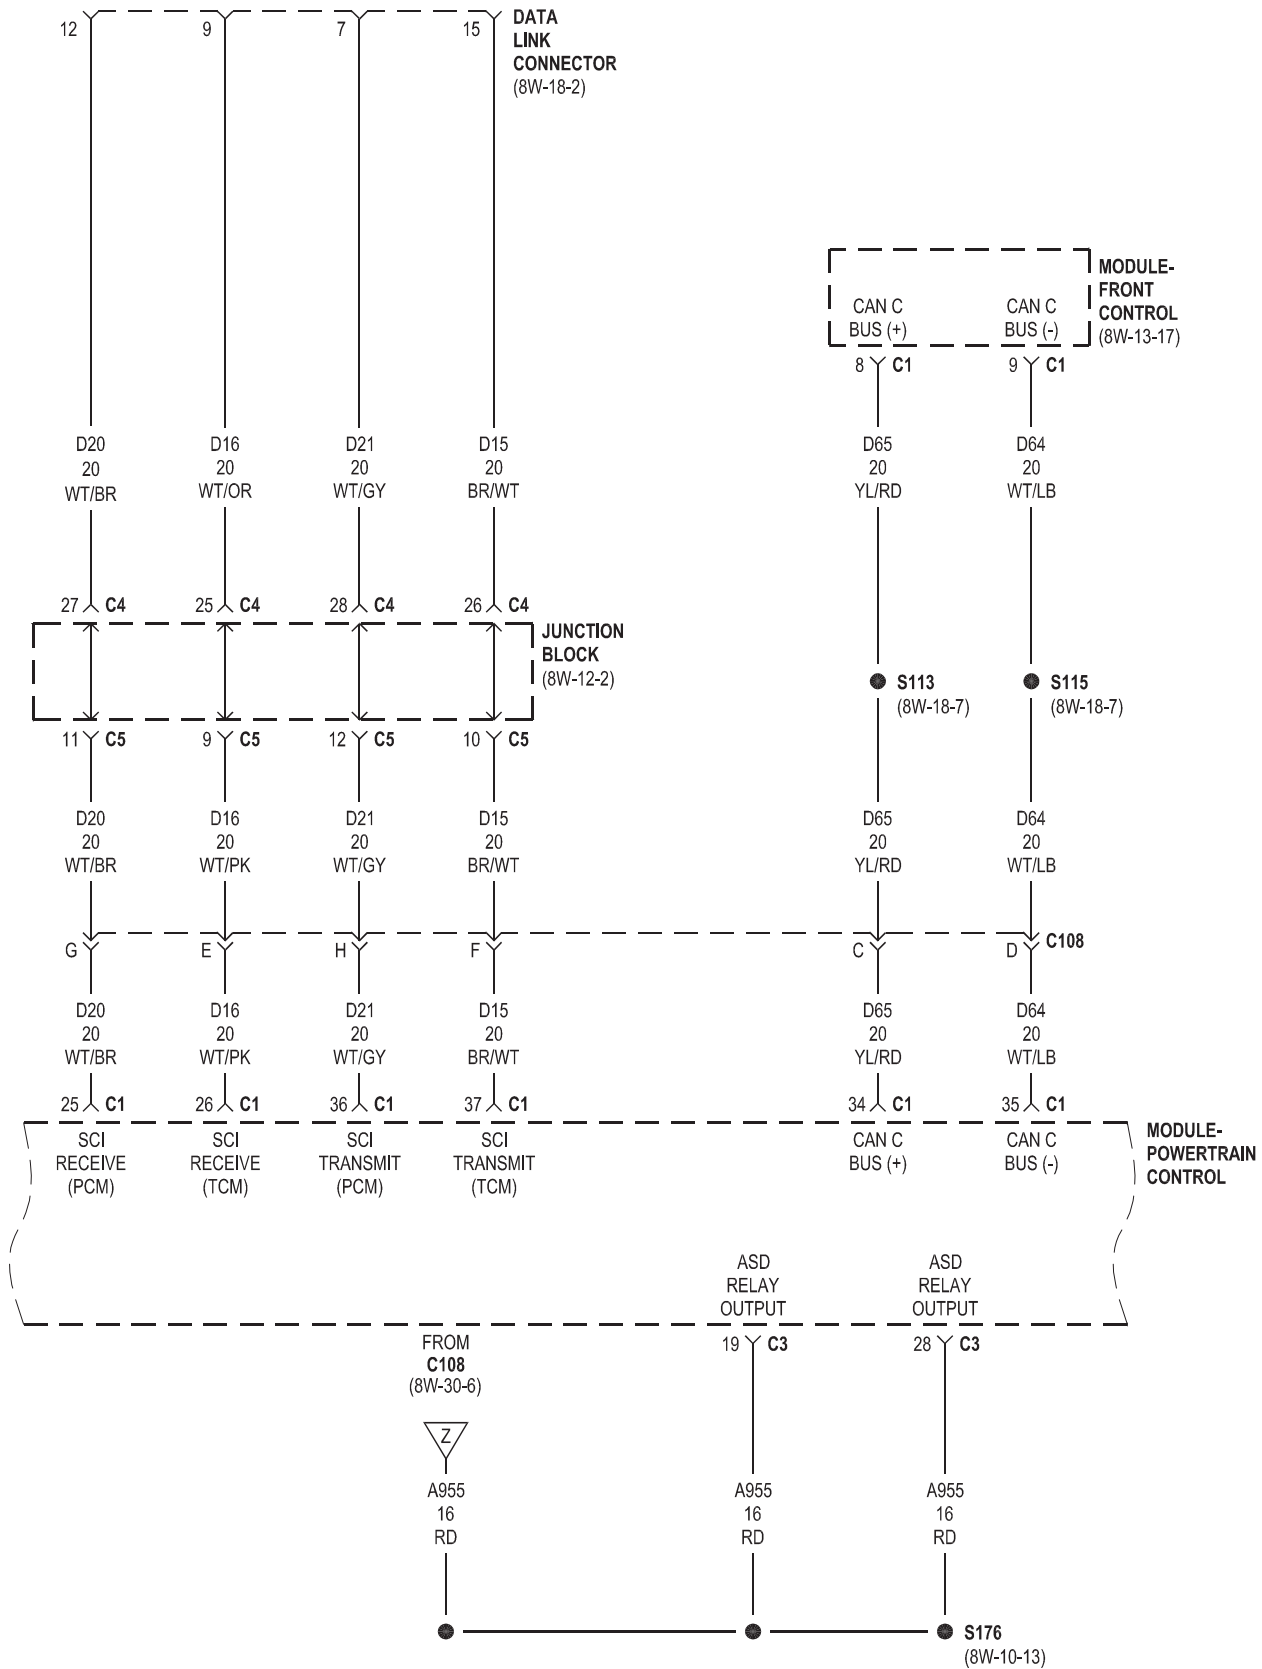 12
9
7
15
DATA
LINK
CONNECTOR
(8W-18-2)
MODULE-
FRONT
CONTROL
(8W-13-17)
CAN C
BUS (+)
CAN C
BUS (-)
8 C1
9 C1
D20
20
WT/BR
D16
20
WT/OR
D21
20
WT/GY
D15
20
BR/WT
D65
20
YL/RD
D64
20
WT/LB
27 C4
25 C4
28 C4
26 C4
JUNCTION
BLOCK
(8W-12-2)
S113
(8W-18-7)
S115
(8W-18-7)
11 C5
9 C5
12 C5
10 C5
D20
20
WT/BR
D16
20
WT/PK
D21
20
WT/GY
D15
20
BR/WT
D65
20
YL/RD
D64
20
WT/LB
G
E
H
F
C
D
C108
D20
20
WT/BR
D16
20
WT/PK
D21
20
WT/GY
D15
20
BR/WT
D65
20
YL/RD
D64
20
WT/LB
25 C1
26 C1
36 C1
37 C1
34 C1
35 C1
SCI
RECEIVE
(PCM)
SCI
RECEIVE
(TCM)
SCI
TRANSMIT
(PCM)
SCI
TRANSMIT
(TCM)
CAN C
BUS (+)
CAN C
BUS (-)
MODULE-
POWERTRAIN
CONTROL
ASD
RELAY
OUTPUT
ASD
RELAY
OUTPUT
FROM
C108
(8W-30-6)
19 C3
28 C3
Z
A955
16
RD
A955
16
RD
A955
16
RD
S176
(8W-10-13)